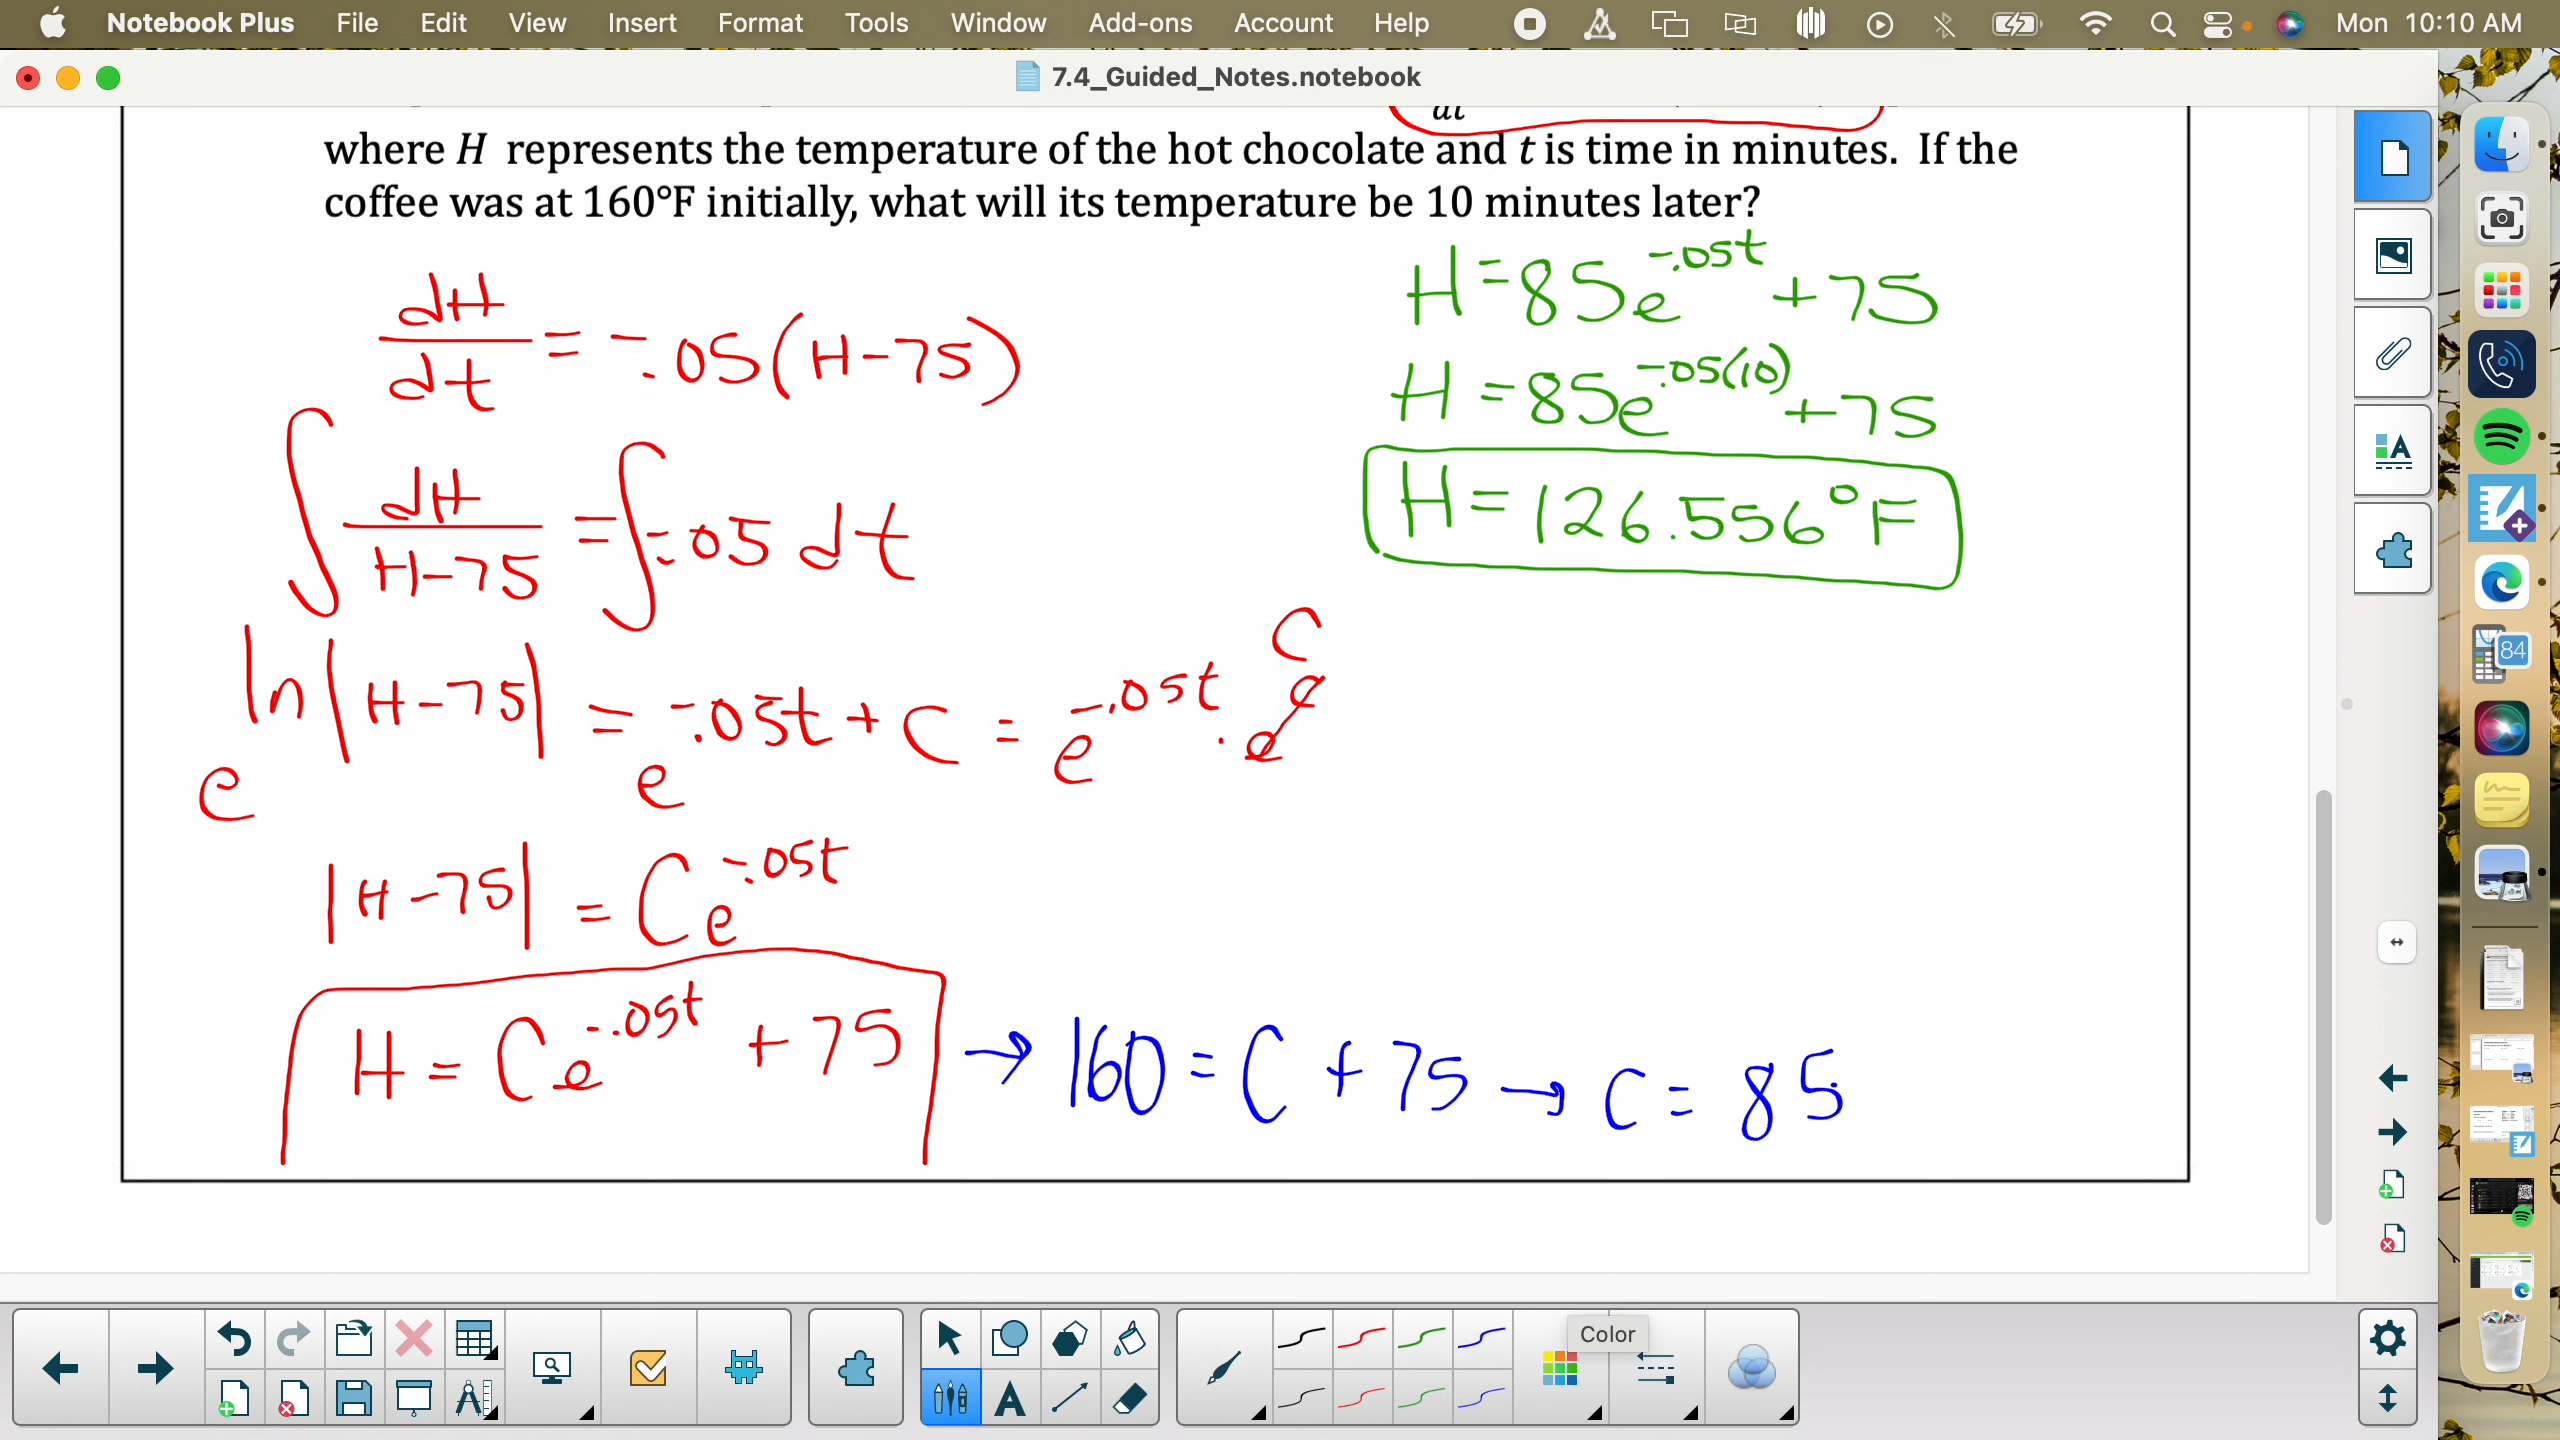 Notebook Plus File Edit View Insert Format Tools Window Add-ons Account Help Mon 10:10 AM
7.4_Guided_Notes.notebook
dt
where H represents the temperature of the hot chocolate and t is time in minutes. If the
coffee was at 160°F initially, what will its temperature be 10 minutes later?
dH/dt = -.05(H-75)
∫ dH/(H-75) = ∫ -.05 dt
e^(ln|H-75|) = e^(-.05t+C) = e^(-.05t) · e^C
C
|H-75| = Ce^(-.05t)
H = Ce^(-.05t) + 75 → 160 = C + 75 → C = 85
H = 85e^(-.05t) + 75
H = 85e^(-.05(10)) + 75
H = 126.556°F
Color
A
A
84